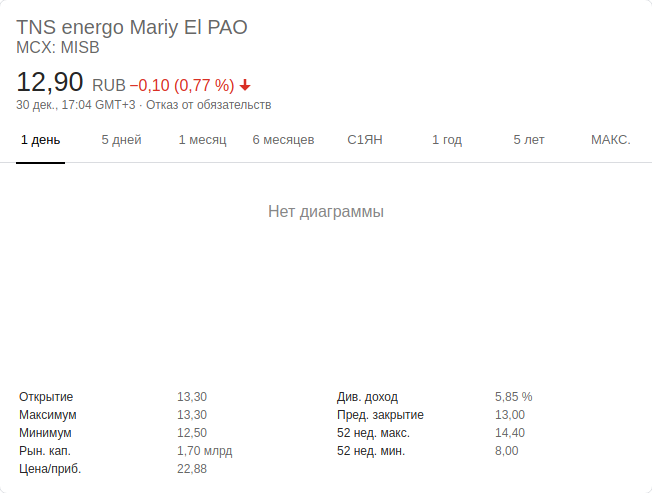 TNS energo Mariy El PAO
MCX: MISB
12,90 RUB −0,10 (0,77 %)
30 дек., 17:04 GMT+3 · Отказ от обязательств
1 день 5 дней 1 месяц 6 месяцев С1ЯН 1 год 5 лет МАКС.
Нет диаграммы
Открытие 13,30 Див. доход 5,85 %
Максимум 13,30 Пред. закрытие 13,00
Минимум 12,50 52 нед. макс. 14,40
Рын. кап. 1,70 млрд 52 нед. мин. 8,00
Цена/приб. 22,88